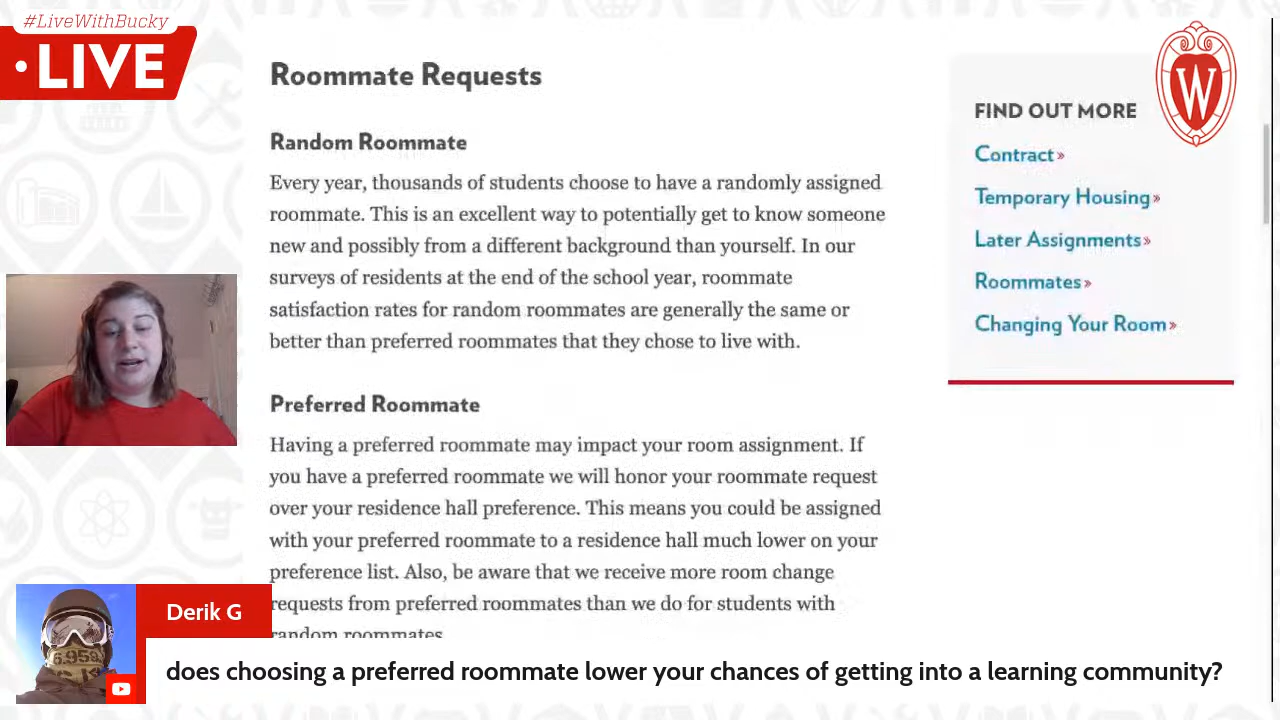 #LiveWithBucky
• LIVE
Roommate Requests
Random Roommate
Every year, thousands of students choose to have a randomly assigned
roommate. This is an excellent way to potentially get to know someone
new and possibly from a different background than yourself. In our
surveys of residents at the end of the school year, roommate
satisfaction rates for random roommates are generally the same or
better than preferred roommates that they chose to live with.
Preferred Roommate
Having a preferred roommate may impact your room assignment. If
you have a preferred roommate we will honor your roommate request
over your residence hall preference. This means you could be assigned
with your preferred roommate to a residence hall much lower on your
preference list. Also, be aware that we receive more room change
requests from preferred roommates than we do for students with
random roommates.
W
FIND OUT MORE
Contract»
Temporary Housing»
Later Assignments»
Roommates»
Changing Your Room»
Derik G
does choosing a preferred roommate lower your chances of getting into a learning community?